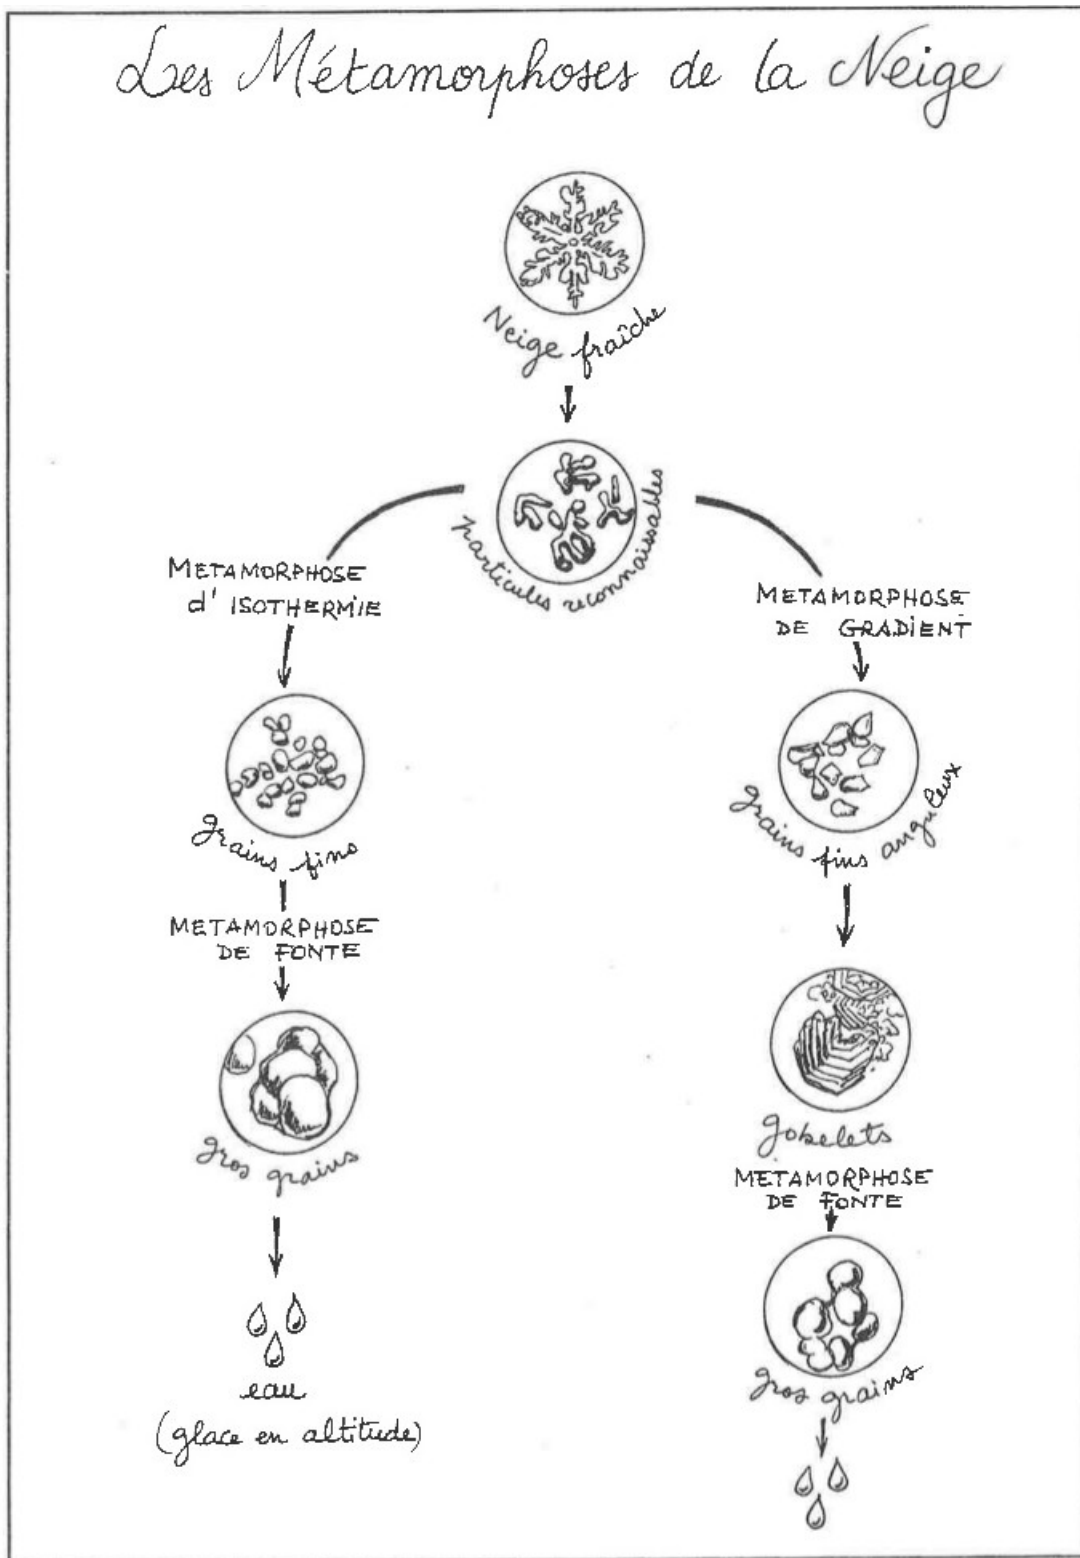 Les Métamorphoses de la Neige
Neige fraîche
particules reconnaissables
METAMORPHOSE
d'ISOTHERMIE
grains fins
METAMORPHOSE
DE FONTE
gros grains
eau
(glace en altitude)
METAMORPHOSE
DE GRADIENT
grains fins anguleux
gobelets
METAMORPHOSE
DE FONTE
gros grains